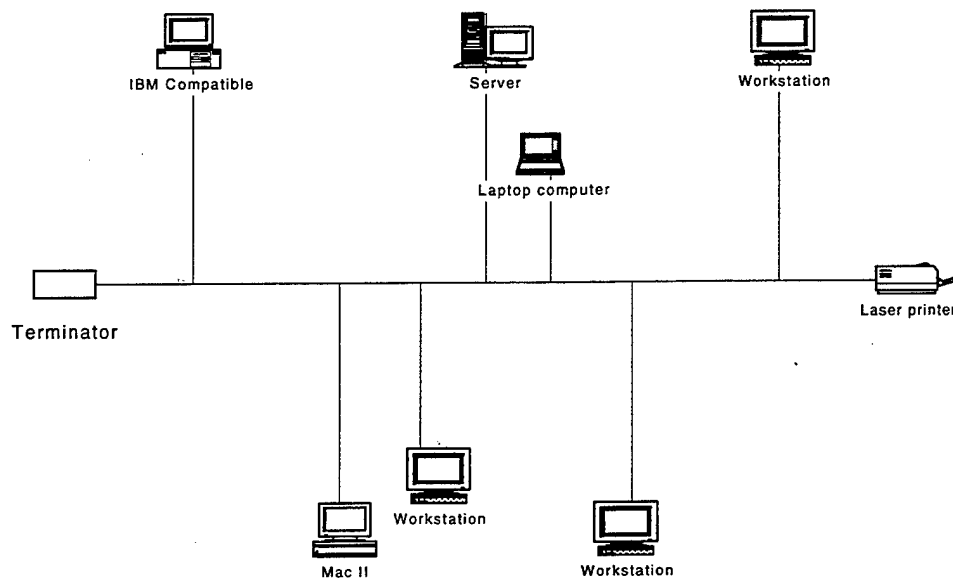 IBM Compatible
Server
Workstation
Laptop computer
Terminator
Laser printer
Workstation
Mac II
Workstation